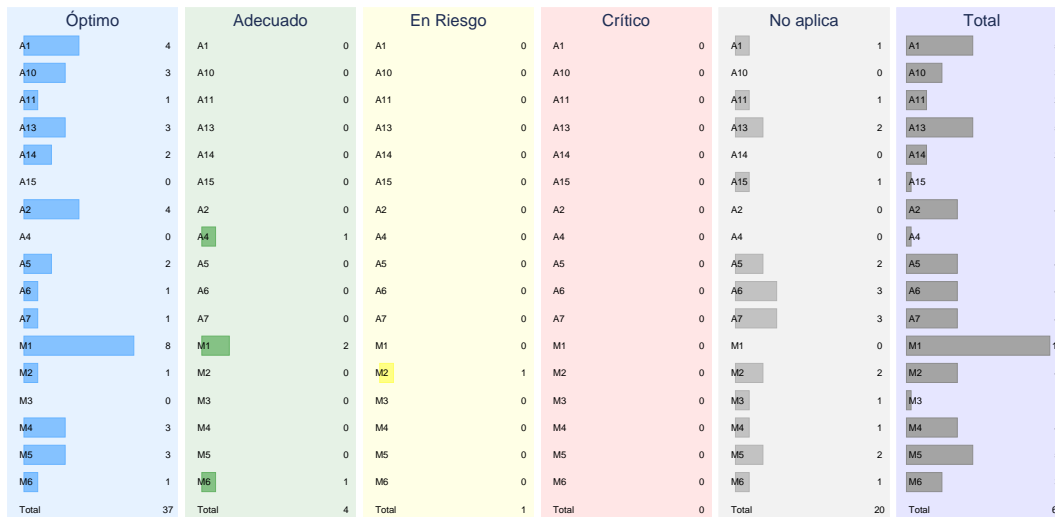 Óptimo Adecuado En Riesgo Crítico No aplica Total
A1 4 A1 0 A1 0 A1 0 A1 1 A1
A10 3 A10 0 A10 0 A10 0 A10 0 A10
A11 1 A11 0 A11 0 A11 0 A11 1 A11
A13 3 A13 0 A13 0 A13 0 A13 2 A13
A14 2 A14 0 A14 0 A14 0 A14 0 A14
A15 0 A15 0 A15 0 A15 0 A15 1 A15
A2 4 A2 0 A2 0 A2 0 A2 0 A2
A4 0 A4 1 A4 0 A4 0 A4 0 A4
A5 2 A5 0 A5 0 A5 0 A5 2 A5
A6 1 A6 0 A6 0 A6 0 A6 3 A6
A7 1 A7 0 A7 0 A7 0 A7 3 A7
M1 8 M1 2 M1 0 M1 0 M1 0 M1
M2 1 M2 0 M2 1 M2 0 M2 2 M2
M3 0 M3 0 M3 0 M3 0 M3 1 M3
M4 3 M4 0 M4 0 M4 0 M4 1 M4
M5 3 M5 0 M5 0 M5 0 M5 2 M5
M6 1 M6 1 M6 0 M6 0 M6 1 M6
Total 37 Total 4 Total 1 Total 0 Total 20 Total